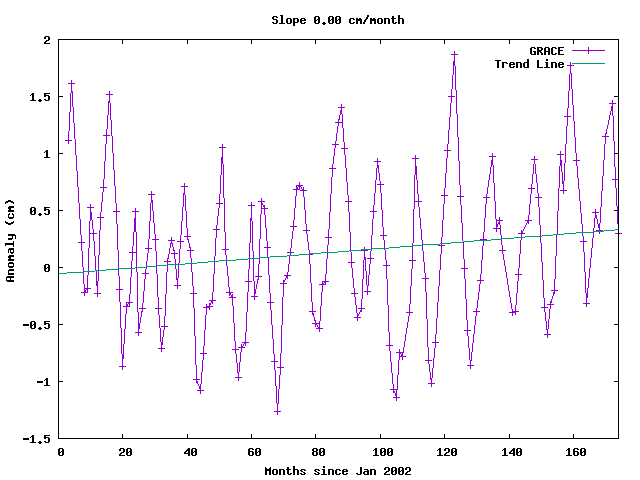 Slope 0.00 cm/month
GRACE
Trend Line
2
1.5
1
0.5
0
-0.5
-1
-1.5
Anomaly (cm)
0 20 40 60 80 100 120 140 160
Months since Jan 2002